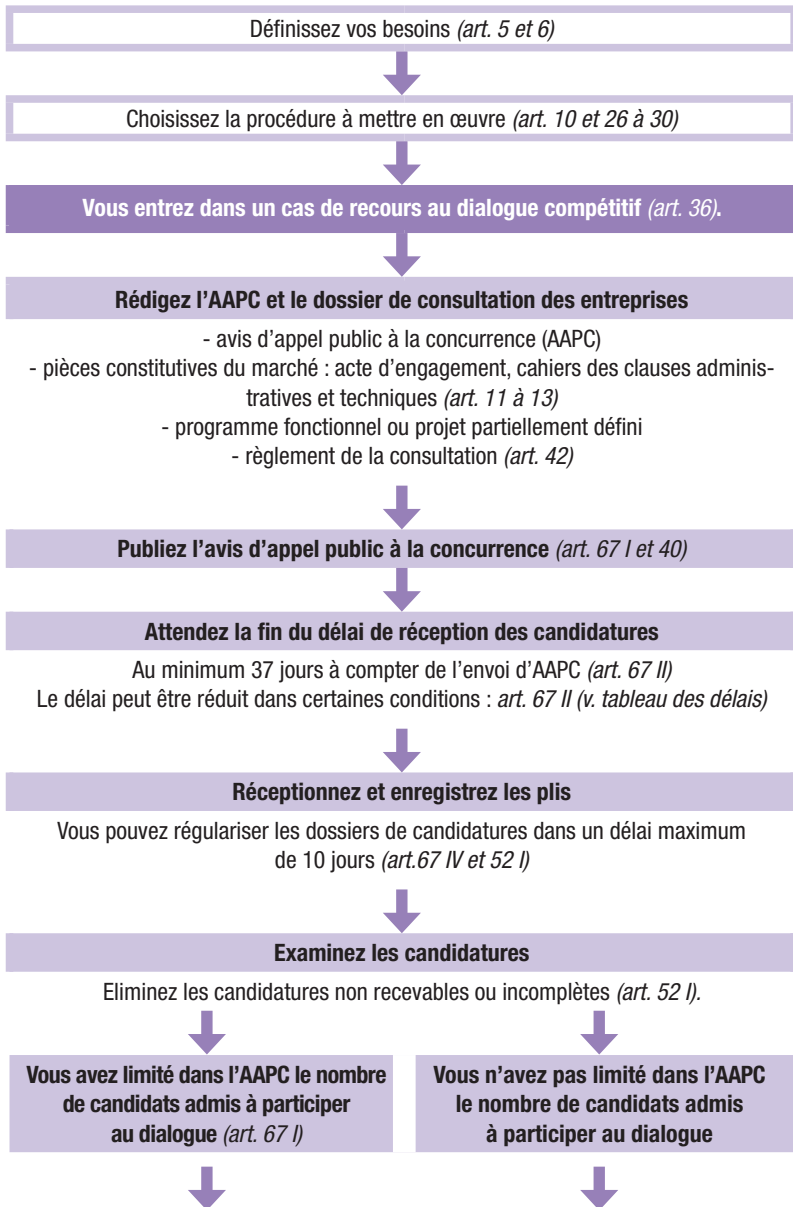 Définissez vos besoins (art. 5 et 6)
Choisissez la procédure à mettre en œuvre (art. 10 et 26 à 30)
Vous entrez dans un cas de recours au dialogue compétitif (art. 36).
Rédigez l’AAPC et le dossier de consultation des entreprises
- avis d’appel public à la concurrence (AAPC)
- pièces constitutives du marché : acte d’engagement, cahiers des clauses adminis-
tratives et techniques (art. 11 à 13)
- programme fonctionnel ou projet partiellement défini
- règlement de la consultation (art. 42)
Publiez l’avis d’appel public à la concurrence (art. 67 I et 40)
Attendez la fin du délai de réception des candidatures
Au minimum 37 jours à compter de l’envoi d’AAPC (art. 67 II)
Le délai peut être réduit dans certaines conditions : art. 67 II (v. tableau des délais)
Réceptionnez et enregistrez les plis
Vous pouvez régulariser les dossiers de candidatures dans un délai maximum
de 10 jours (art.67 IV et 52 I)
Examinez les candidatures
Eliminez les candidatures non recevables ou incomplètes (art. 52 I).
Vous avez limité dans l’AAPC le nombre
de candidats admis à participer
au dialogue (art. 67 I)
Vous n’avez pas limité dans l’AAPC
le nombre de candidats admis
à participer au dialogue